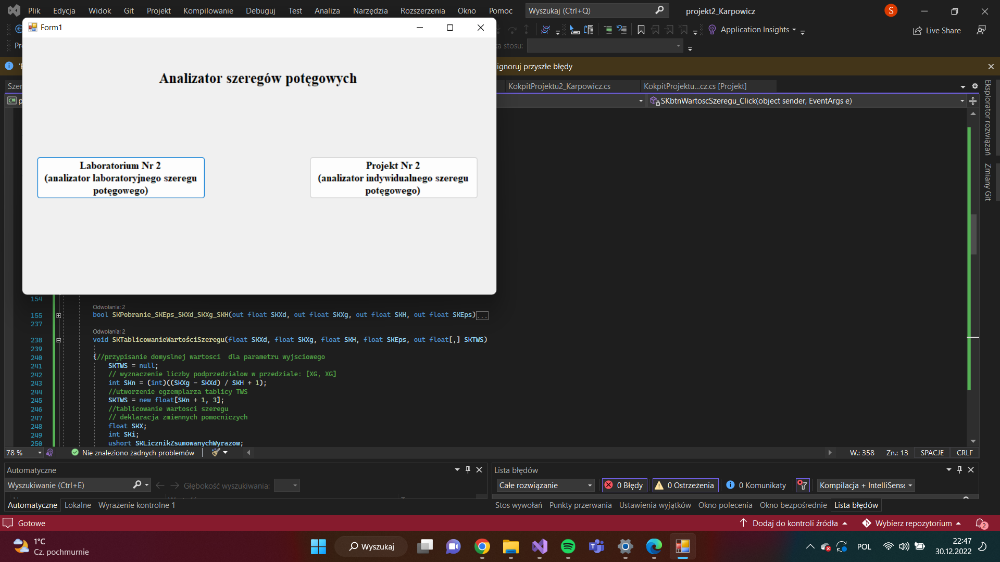 Plik Edycja Widok Git Projekt Kompilowanie Debuguj Test Analiza Narzędzia Rozszerzenia Okno Pomoc Wyszukaj (Ctrl+Q) projekt2_Karpowicz S
Form1
Application Insights Live Share
stosu:
ignoruj przyszłe błędy
Analizator szeregów potęgowych
KokpitProjektu2_Karpowicz.cs KokpitProjektu...cz.cs [Projekt]
C# SKbtnWartoscSzeregu_Click(object sender, EventArgs e)
Eksplorator rozwiązań
Zmiany Git
Laboratorium Nr 2
(analizator laboratoryjnego szeregu
potęgowego)
Projekt Nr 2
(analizator indywidualnego szeregu
potęgowego)
154
Odwołania: 2
155 bool SKPobranie_SKEps_SKXd_SKXg_SKH(out float SKXd, out float SKXg, out float SKH, out float SKEps)...
237
Odwołania: 2
238 void SKTablicowanieWartościSzeregu(float SKXd, float SKXg, float SKH, float SKEps, out float[,] SKTWS)
239
240 {//przypisanie domyslnej wartosci  dla parametru wyjsciowego
241 SKTWS = null;
242 // wyznaczenie liczby podprzedzialow w przedziale: [XG, XG]
243 int SKn = (int)((SKXg - SKXd) / SKH + 1);
244 //utworzenie egzemplarza tablicy TWS
245 SKTWS = new float[SKn + 1, 3];
246 //tablicowanie wartosci szeregu
247 // deklaracja zmiennych pomocniczych
248 float SKX;
249 int SKi;
250 ushort SKLicznikZsumowanychWyrazow;
78 % Nie znaleziono żadnych problemów W.: 358 Zn.: 13 SPACJE CRLF
Automatyczne
Wyszukiwanie (Ctrl+E) Głębokość wyszukiwania:
Automatyczne Lokalne Wyrażenie kontrolne 1
Lista błędów
Całe rozwiązanie 0 Błędy 0 Ostrzeżenia 0 Komunikaty Kompilacja + IntelliSense
Stos wywołań Punkty przerwania Ustawienia wyjątków Okno polecenia Okno bezpośrednie Lista błędów
Gotowe Dodaj do kontroli źródła Wybierz repozytorium 2
1°C
Cz. pochmurnie
Wyszukaj
POL
22:47
30.12.2022